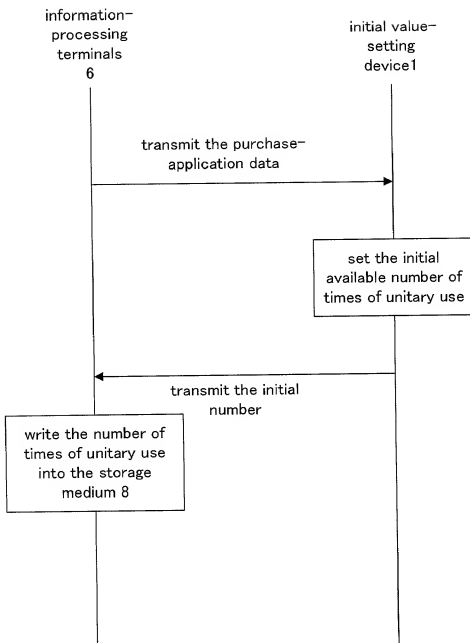 information-
processing
terminals
6
initial value-
setting
device1
transmit the purchase-
application data
set the initial
available number of
times of unitary use
transmit the initial
number
write the number of
times of unitary use
into the storage
medium 8